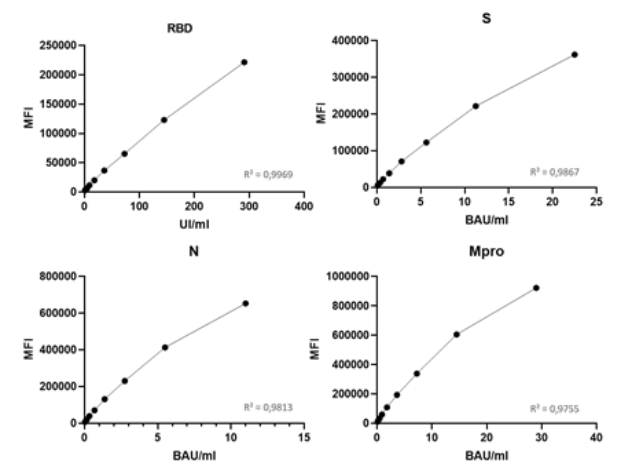 RBD
250000
200000
150000
100000
50000
0
MFI
0 100 200 300 400
UI/ml
R² = 0,9969
S
400000
300000
200000
100000
0
MFI
0 5 10 15 20 25
BAU/ml
R² = 0,9867
N
800000
600000
400000
200000
0
MFI
0 5 10 15
BAU/ml
R² = 0,9813
Mpro
1000000
800000
600000
400000
200000
0
MFI
0 10 20 30 40
BAU/ml
R² = 0,9755